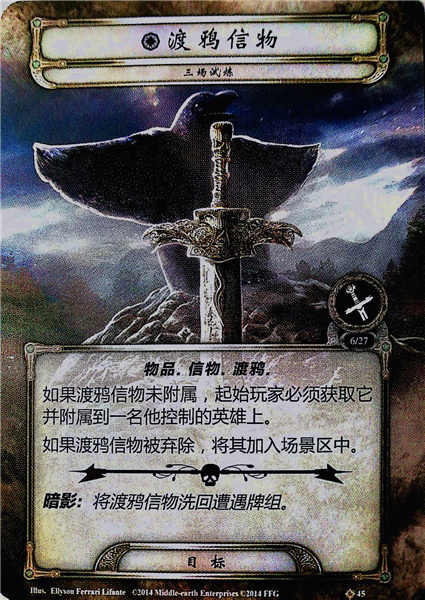 渡鸦信物
三场试炼
6/27
物品. 信物. 渡鸦.
如果渡鸦信物未附属，起始玩家必须获取它
并附属到一名他控制的英雄上。
如果渡鸦信物被弃除，将其加入场景区中。
暗影: 将渡鸦信物洗回遭遇牌组。
目标
Illus. Ellyson Ferrari Lifante ©2014 Middle-earth Enterprises ©2014 FFG 45